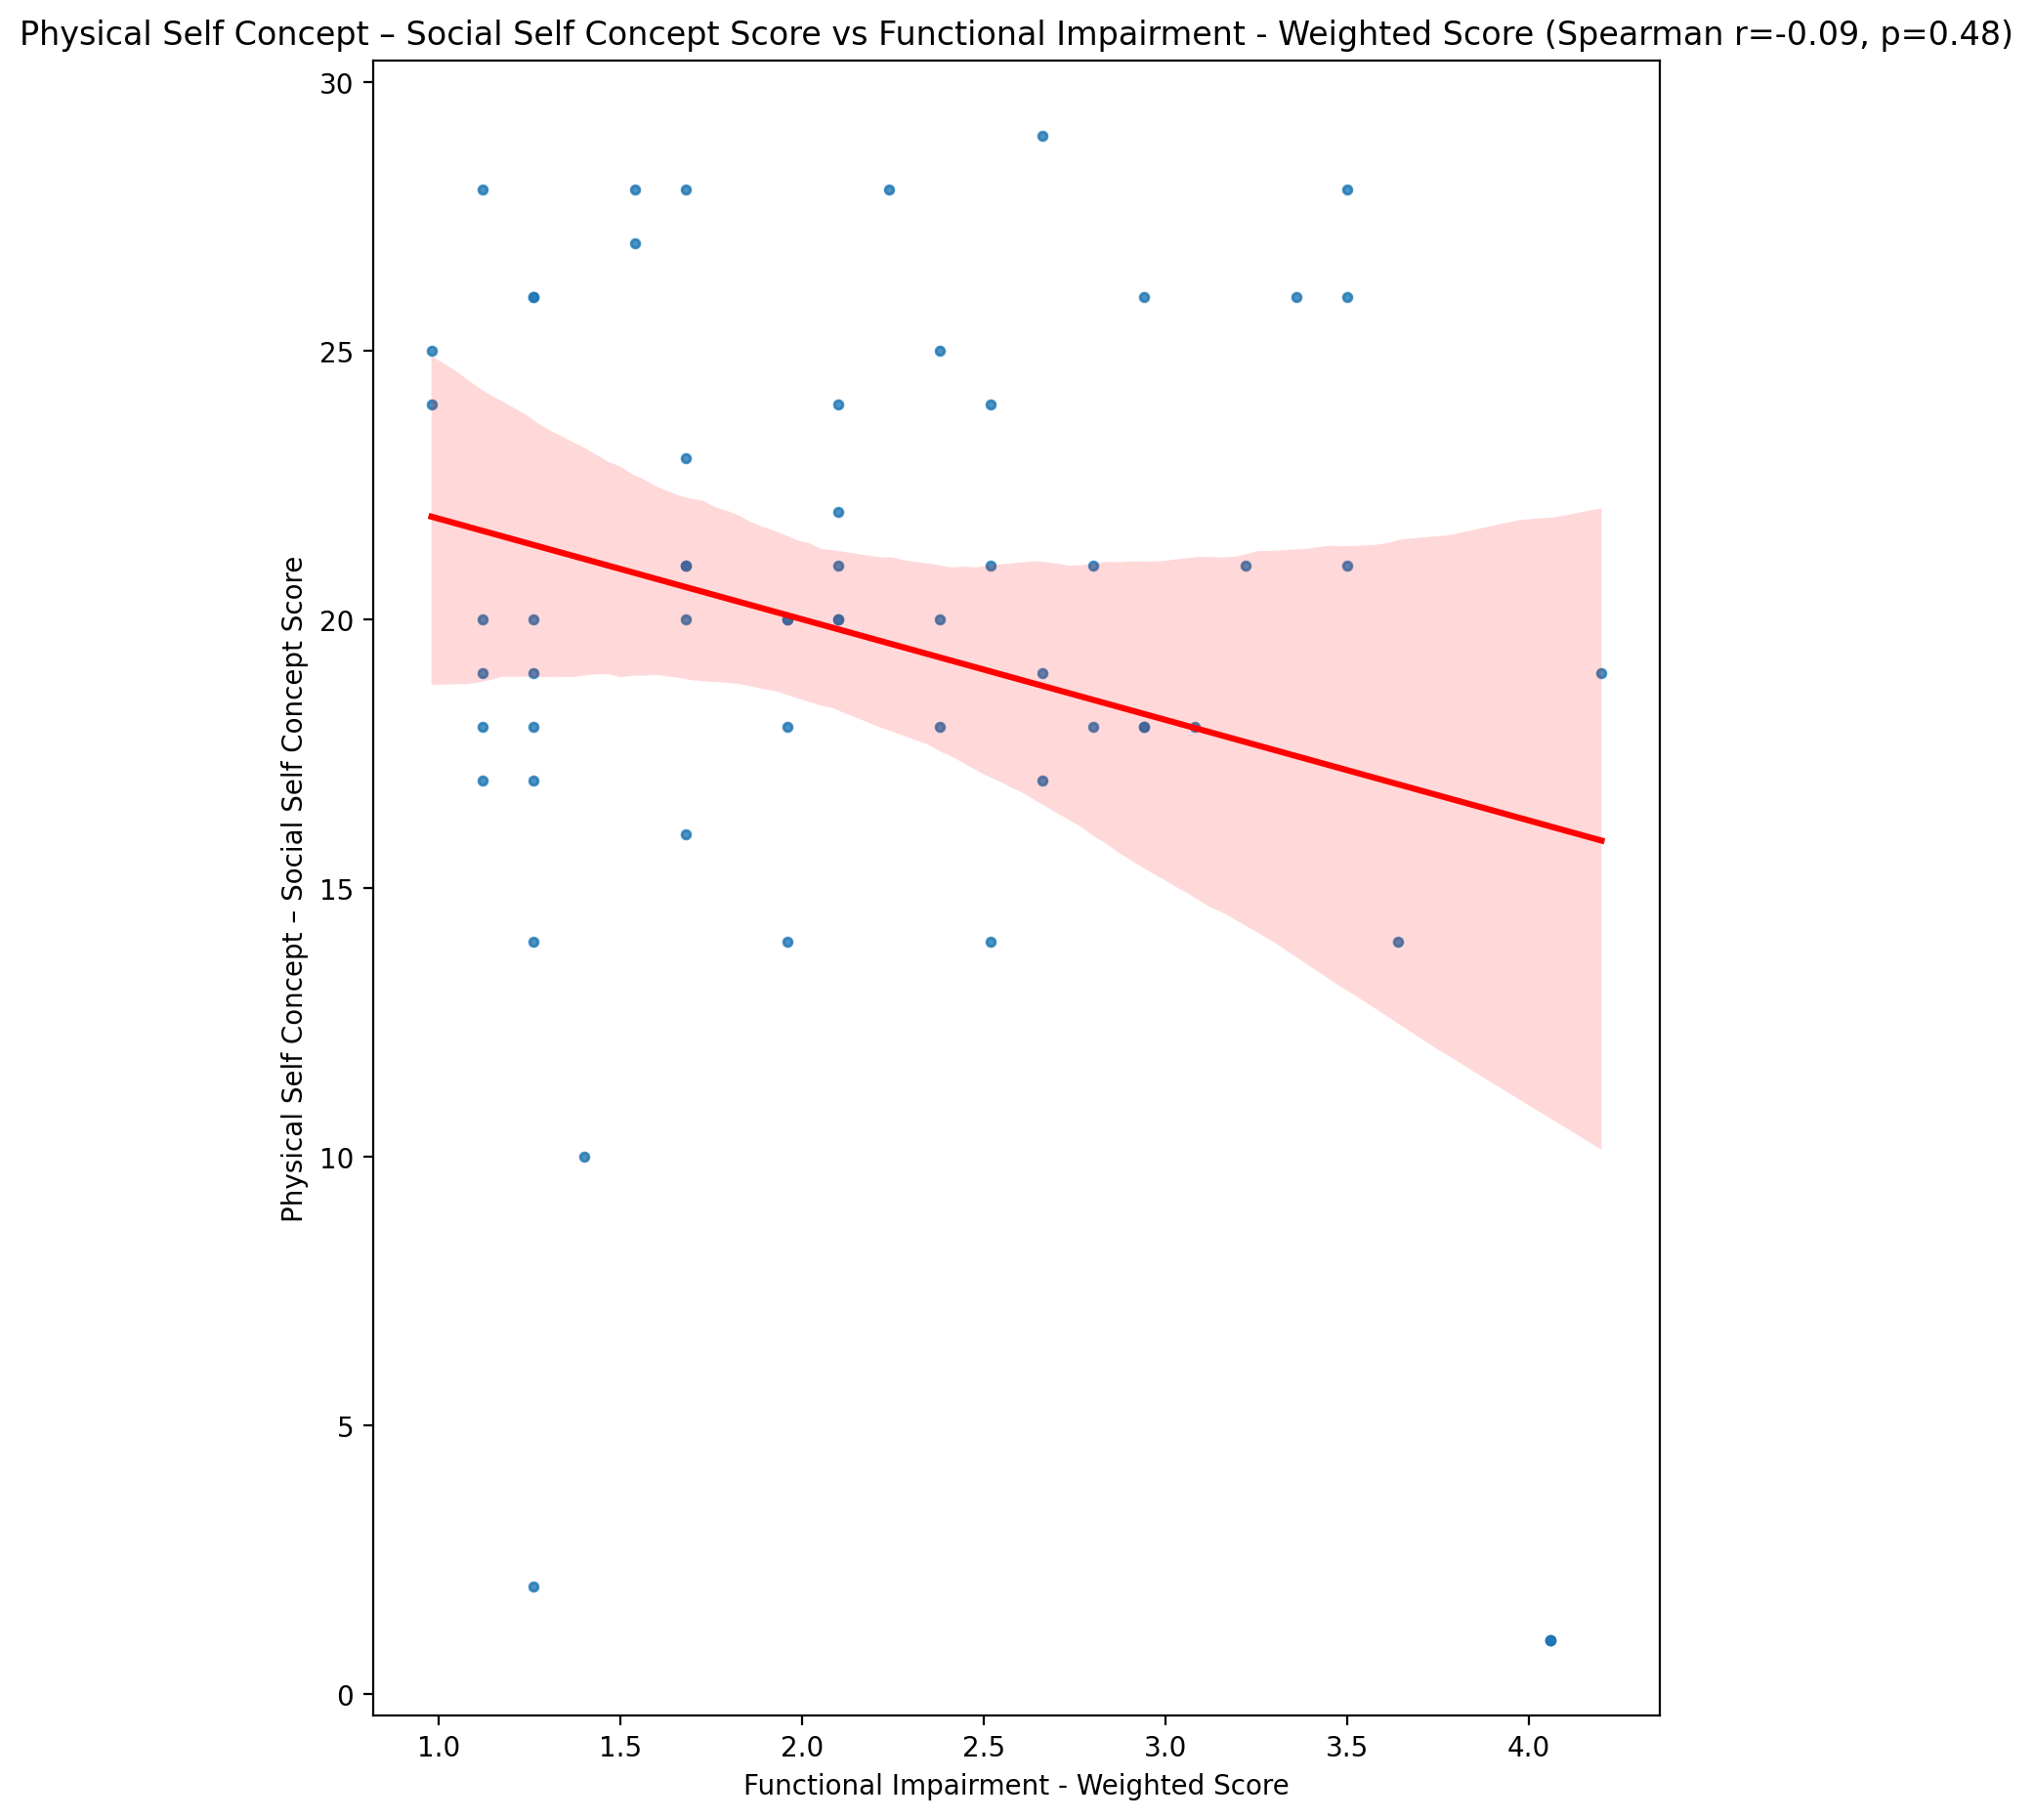 Physical Self Concept – Social Self Concept Score vs Functional Impairment - Weighted Score (Spearman r=-0.09, p=0.48)
Physical Self Concept – Social Self Concept Score
30
25
20
15
10
5
0
1.0 1.5 2.0 2.5 3.0 3.5 4.0
Functional Impairment - Weighted Score